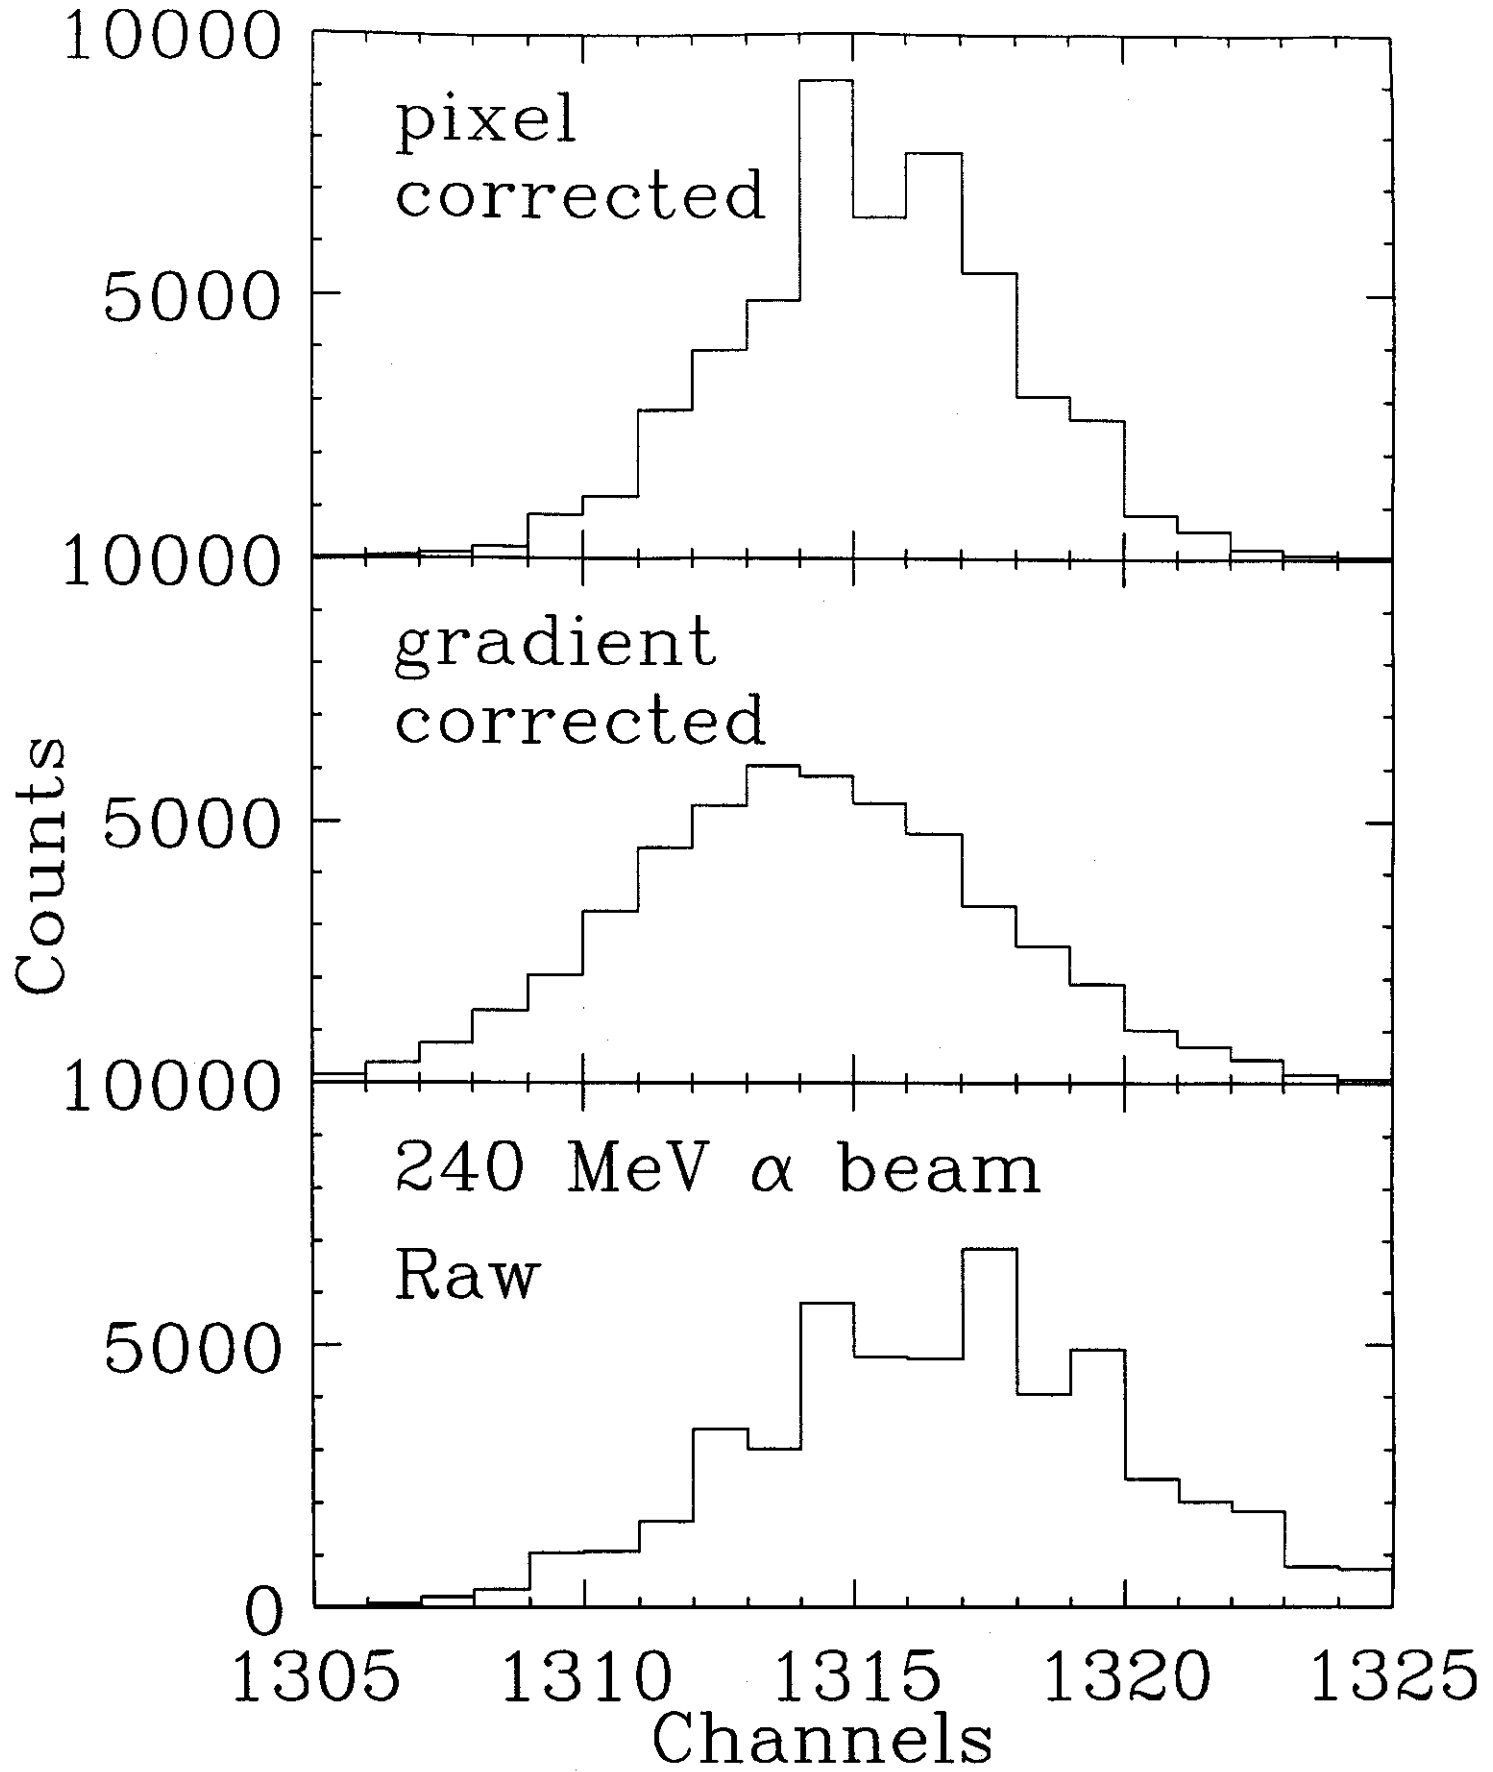 10000
pixel
corrected
5000
10000
gradient
corrected
5000
Counts
10000
240 MeV α beam
Raw
5000
0
1305 1310 1315 1320 1325
Channels